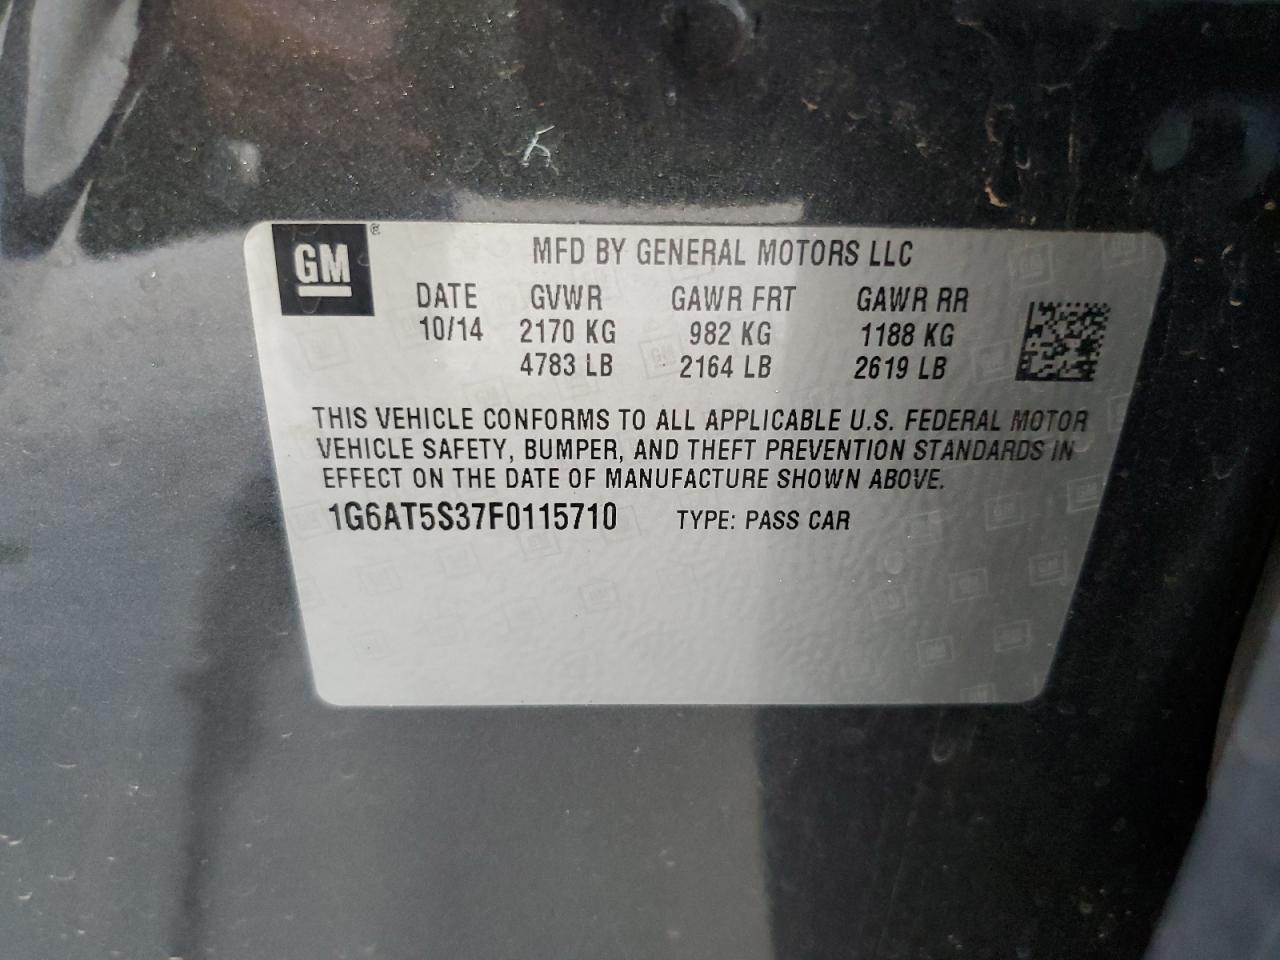 GM®
MFD BY GENERAL MOTORS LLC
DATE GVWR GAWR FRT GAWR RR
10/14 2170 KG 982 KG 1188 KG
4783 LB 2164 LB 2619 LB
THIS VEHICLE CONFORMS TO ALL APPLICABLE U.S. FEDERAL MOTOR
VEHICLE SAFETY, BUMPER, AND THEFT PREVENTION STANDARDS IN
EFFECT ON THE DATE OF MANUFACTURE SHOWN ABOVE.
1G6AT5S37F0115710 TYPE: PASS CAR